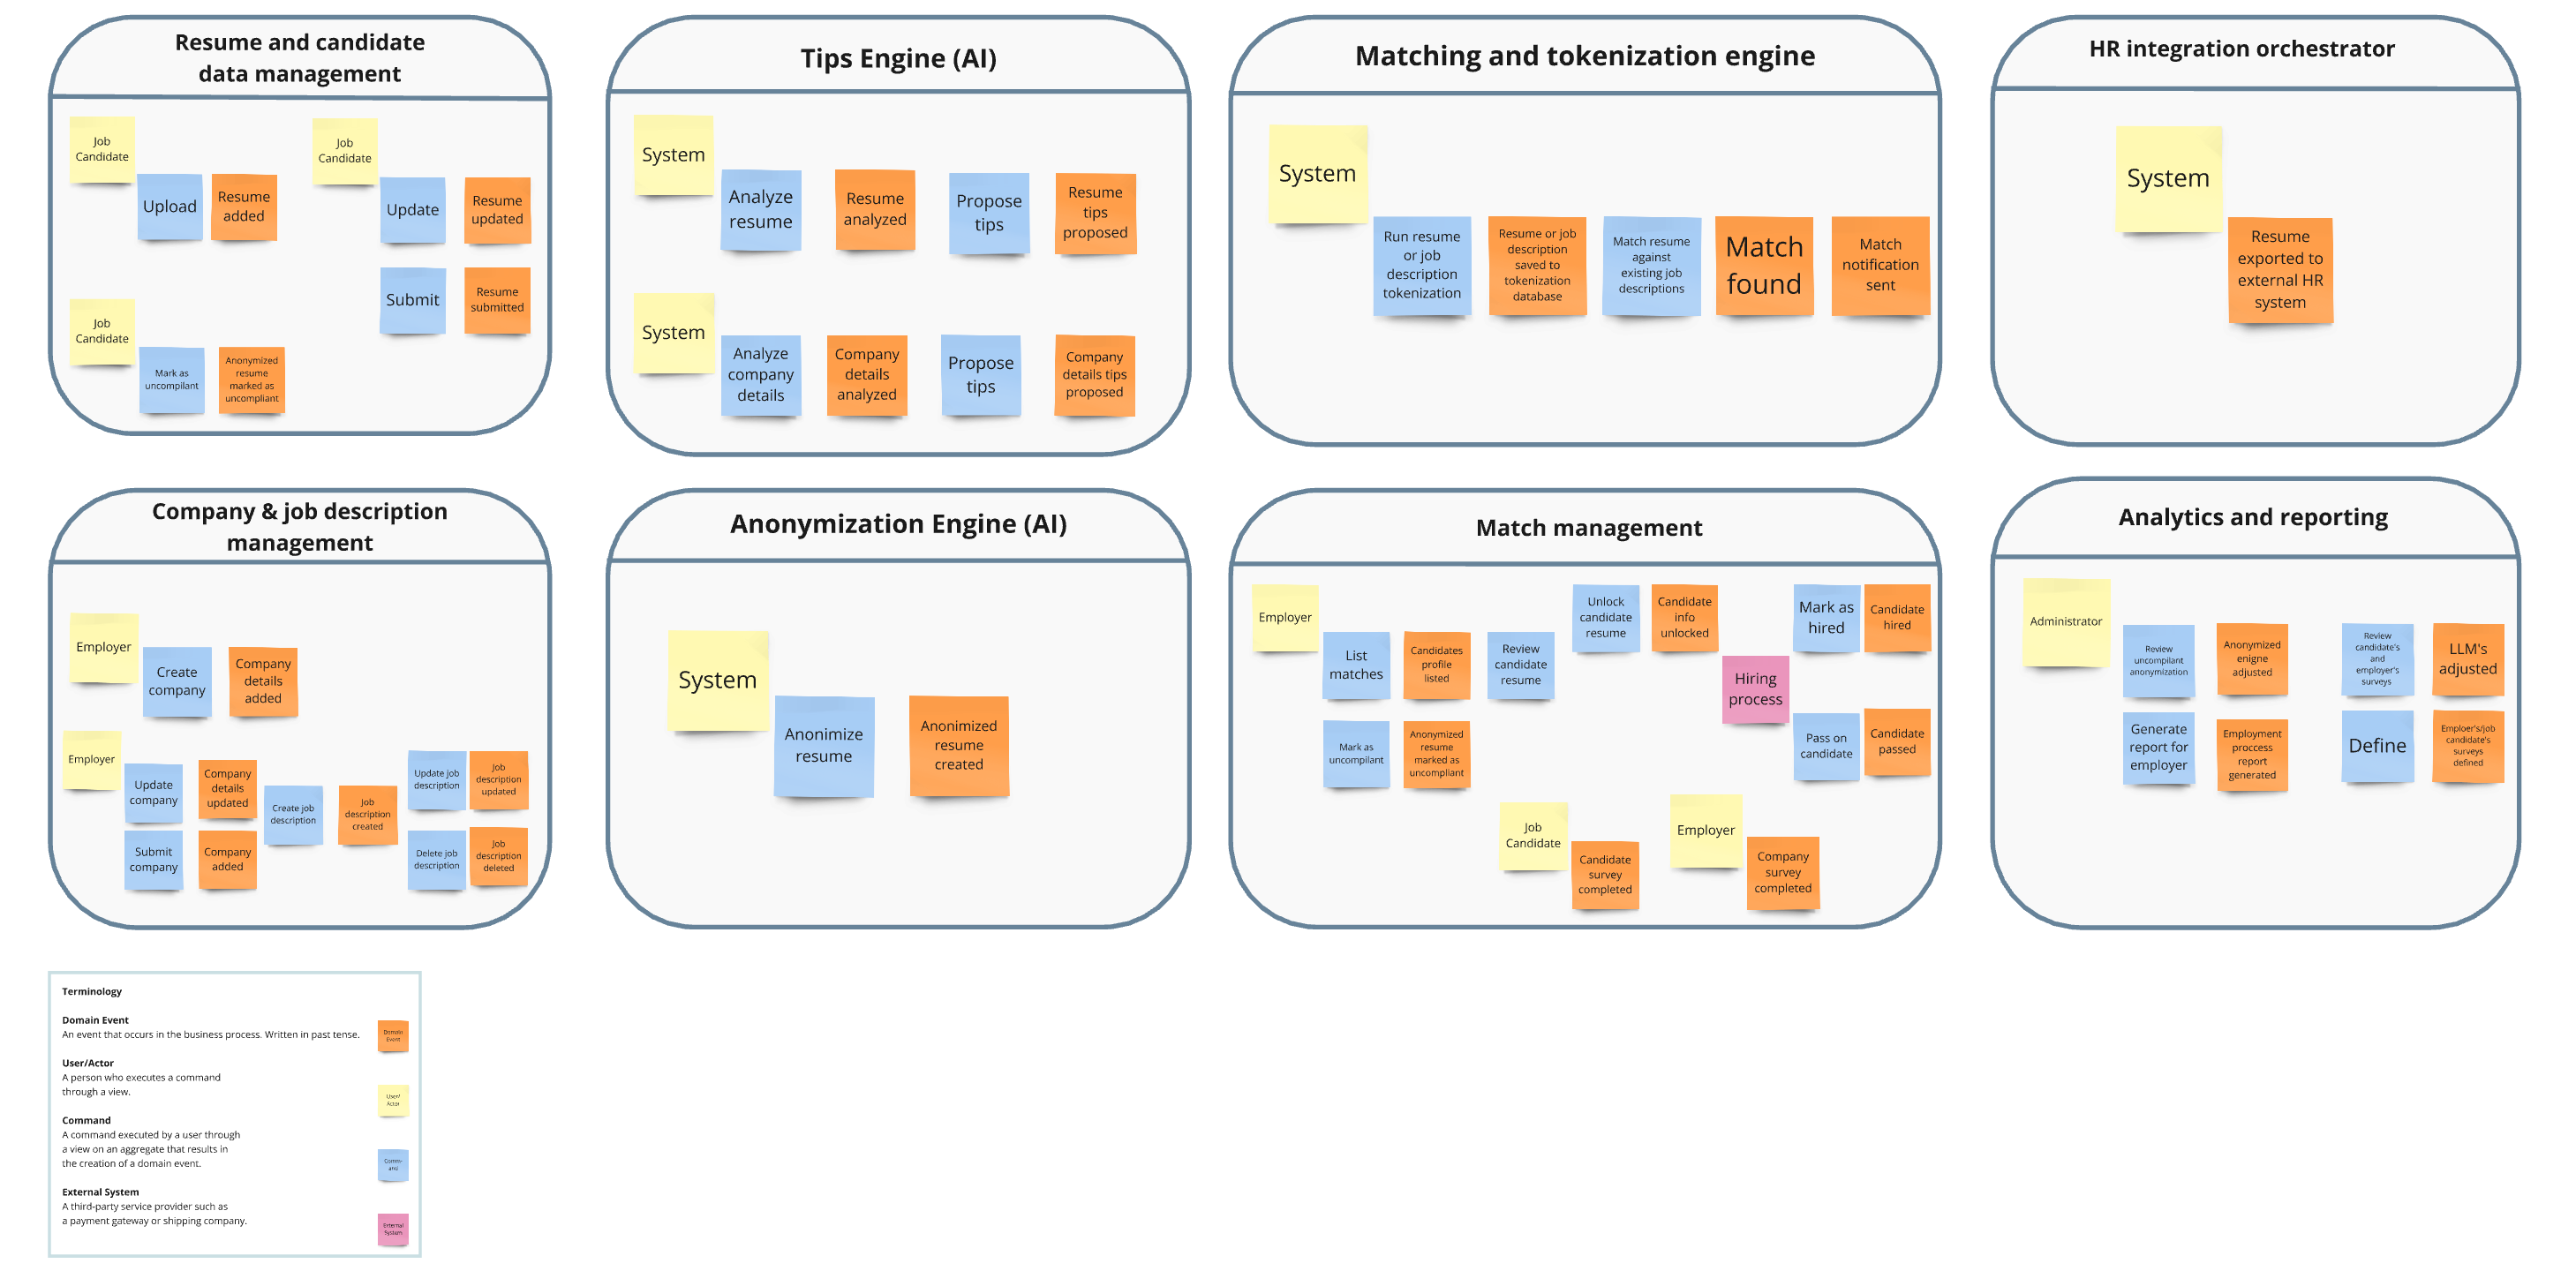 Resume and candidate
data management
Job
Candidate
Upload
Resume
added
Job
Candidate
Update
Resume
updated
Submit
Resume
submitted
Job
Candidate
Mark as
uncompilant
Anonymized
resume
marked as
uncompliant
Tips Engine (AI)
System
Analyze
resume
Resume
analyzed
Propose
tips
Resume
tips
proposed
System
Analyze
company
details
Company
details
analyzed
Propose
tips
Company
details tips
proposed
Matching and tokenization engine
System
Run resume
or job
description
tokenization
Resume or job
description
saved to
tokenization
database
Match resume
against
existing job
descriptions
Match
found
Match
notification
sent
HR integration orchestrator
System
Resume
exported to
external HR
system
Company & job description
management
Employer
Create
company
Company
details
added
Employer
Update
company
Company
details
updated
Submit
company
Company
added
Create job
description
Job
description
created
Update job
description
Job
description
updated
Delete job
description
Job
description
deleted
Anonymization Engine (AI)
System
Anonimize
resume
Anonimized
resume
created
Match management
Employer
List
matches
Candidates
profile
listed
Review
candidate
resume
Unlock
candidate
resume
Candidate
info
unlocked
Mark as
hired
Candidate
hired
Hiring
process
Mark as
uncompilant
Anonymized
resume
marked as
uncompliant
Pass on
candidate
Candidate
passed
Job
Candidate
Candidate
survey
completed
Employer
Company
survey
completed
Analytics and reporting
Administrator
Review
uncompilant
anonymization
Anonymized
enigne
adjusted
Review
candidate's
and
employer's
surveys
LLM's
adjusted
Generate
report for
employer
Employment
proccess
report
generated
Define
Emploer's/job
candidate's
surveys
defined
Terminology
Domain Event
An event that occurs in the business process. Written in past tense.
Domain
Event
User/Actor
A person who executes a command
through a view.
User/
Actor
Command
A command executed by a user through
a view on an aggregate that results in
the creation of a domain event.
Comm-
and
External System
A third-party service provider such as
a payment gateway or shipping company.
External
System